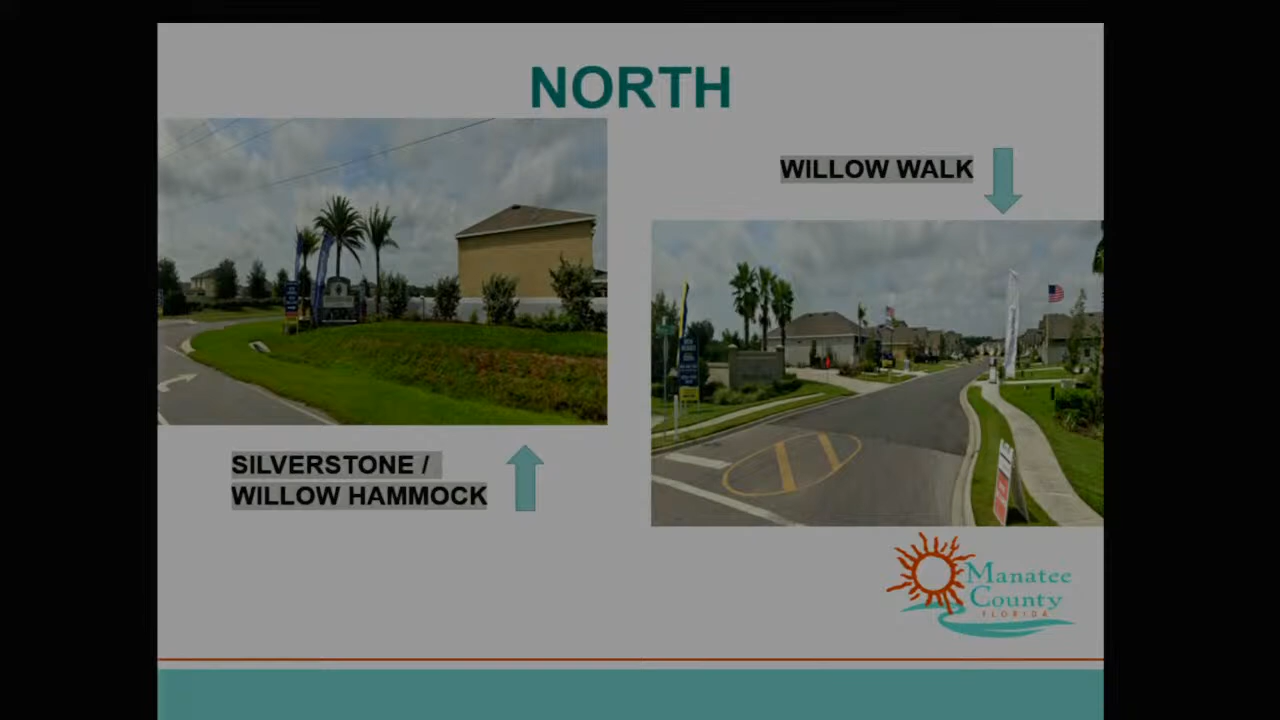 NORTH
WILLOW WALK
SILVERSTONE /
WILLOW HAMMOCK
Manatee
County
FLORIDA